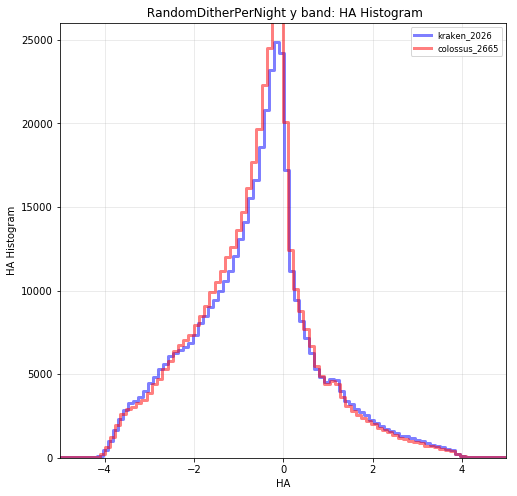 RandomDitherPerNight y band: HA Histogram
kraken_2026
colossus_2665
HA Histogram
25000
20000
15000
10000
5000
0
−4
−2
0
2
4
HA